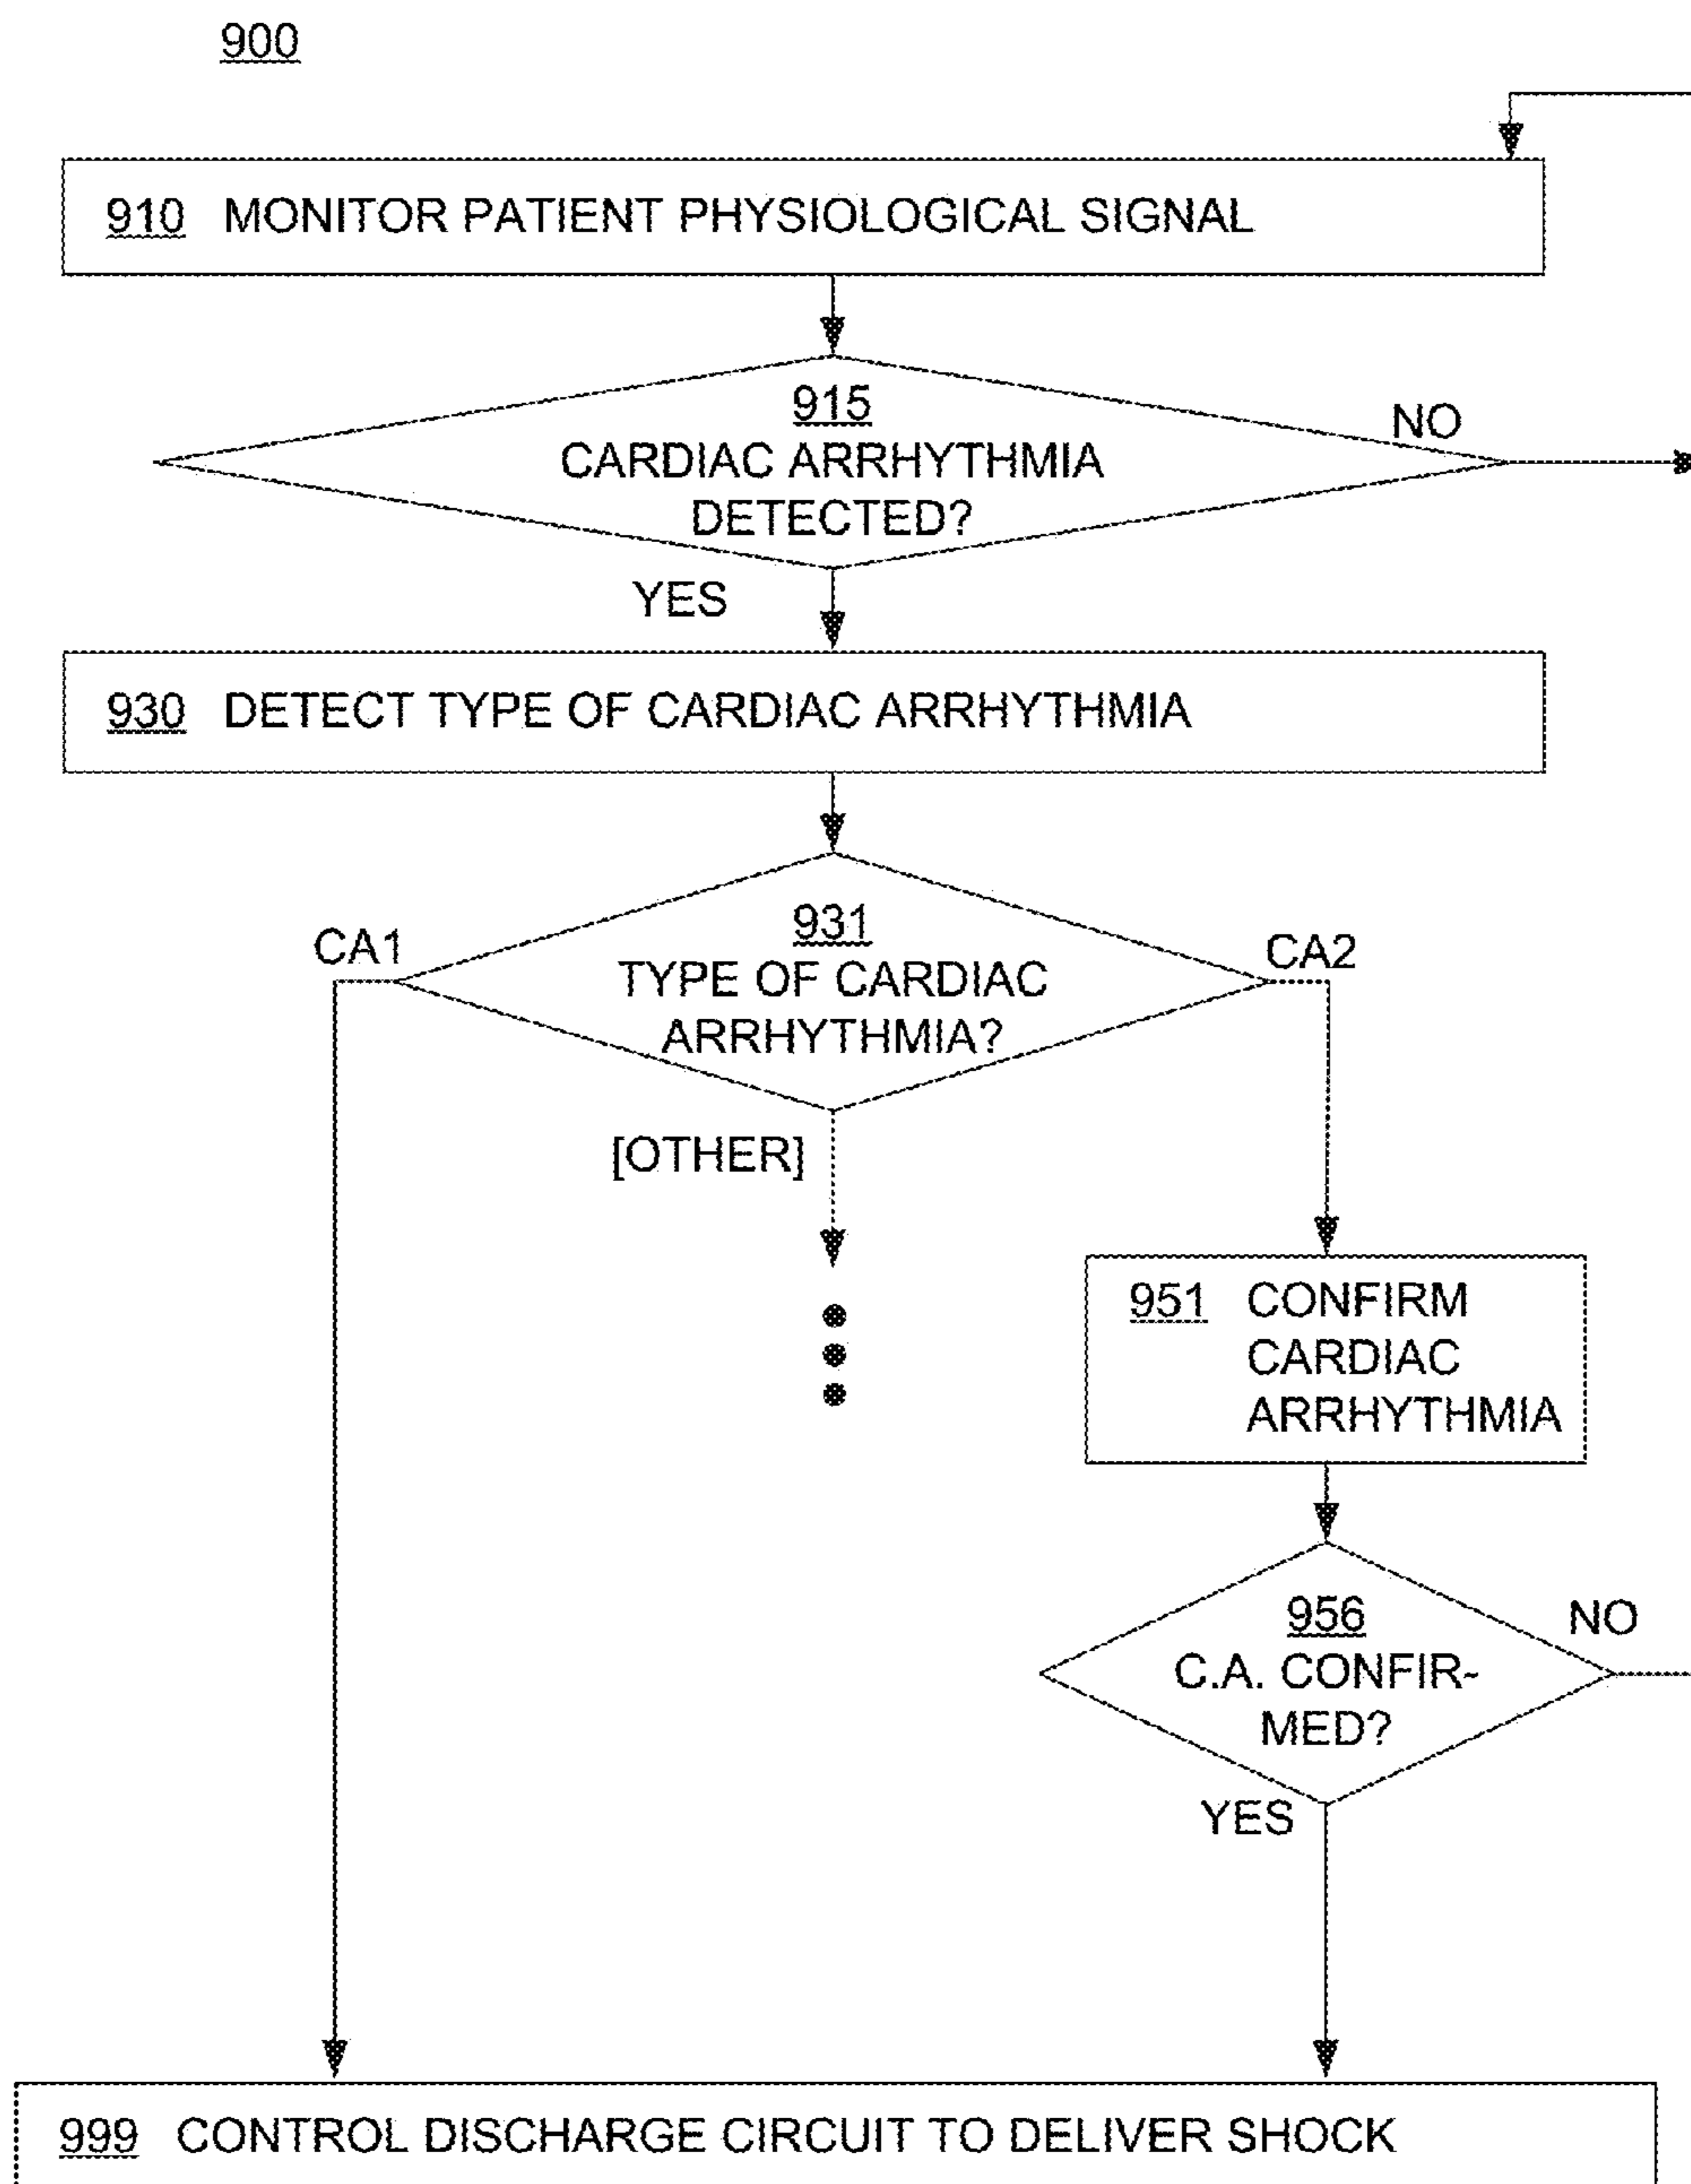 900
910 MONITOR PATIENT PHYSIOLOGICAL SIGNAL
915
CARDIAC ARRHYTHMIA
DETECTED?
NO
YES
930 DETECT TYPE OF CARDIAC ARRHYTHMIA
931
TYPE OF CARDIAC
ARRHYTHMIA?
CA1
CA2
[OTHER]
951 CONFIRM
CARDIAC
ARRHYTHMIA
956
C.A. CONFIR-
MED?
NO
YES
999 CONTROL DISCHARGE CIRCUIT TO DELIVER SHOCK